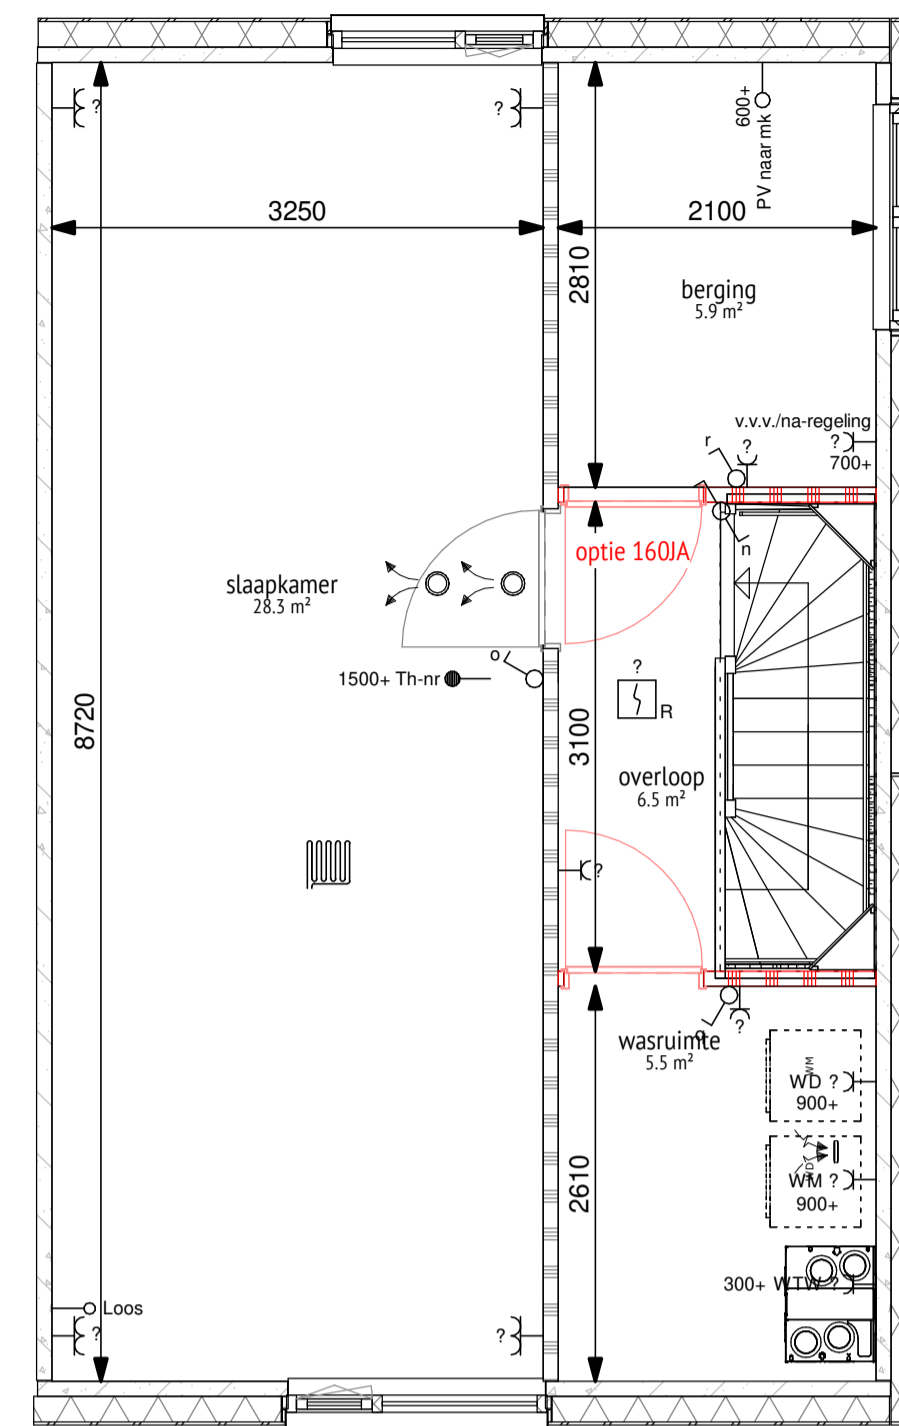 ?
?
600+
PV naar mk
3250
2100
2810
berging
5.9 m²
v.v.v./na-regeling
r
?
?
700+
n
optie 160JA
slaapkamer
28.3 m²
o
1500+ Th-nr
?
R
8720
3100
overloop
6.5 m²
?
q
?
wasruimte
5.5 m²
WM
WD ?
900+
WD
WM ?
900+
2610
300+ WTW ?
Loos
?
?